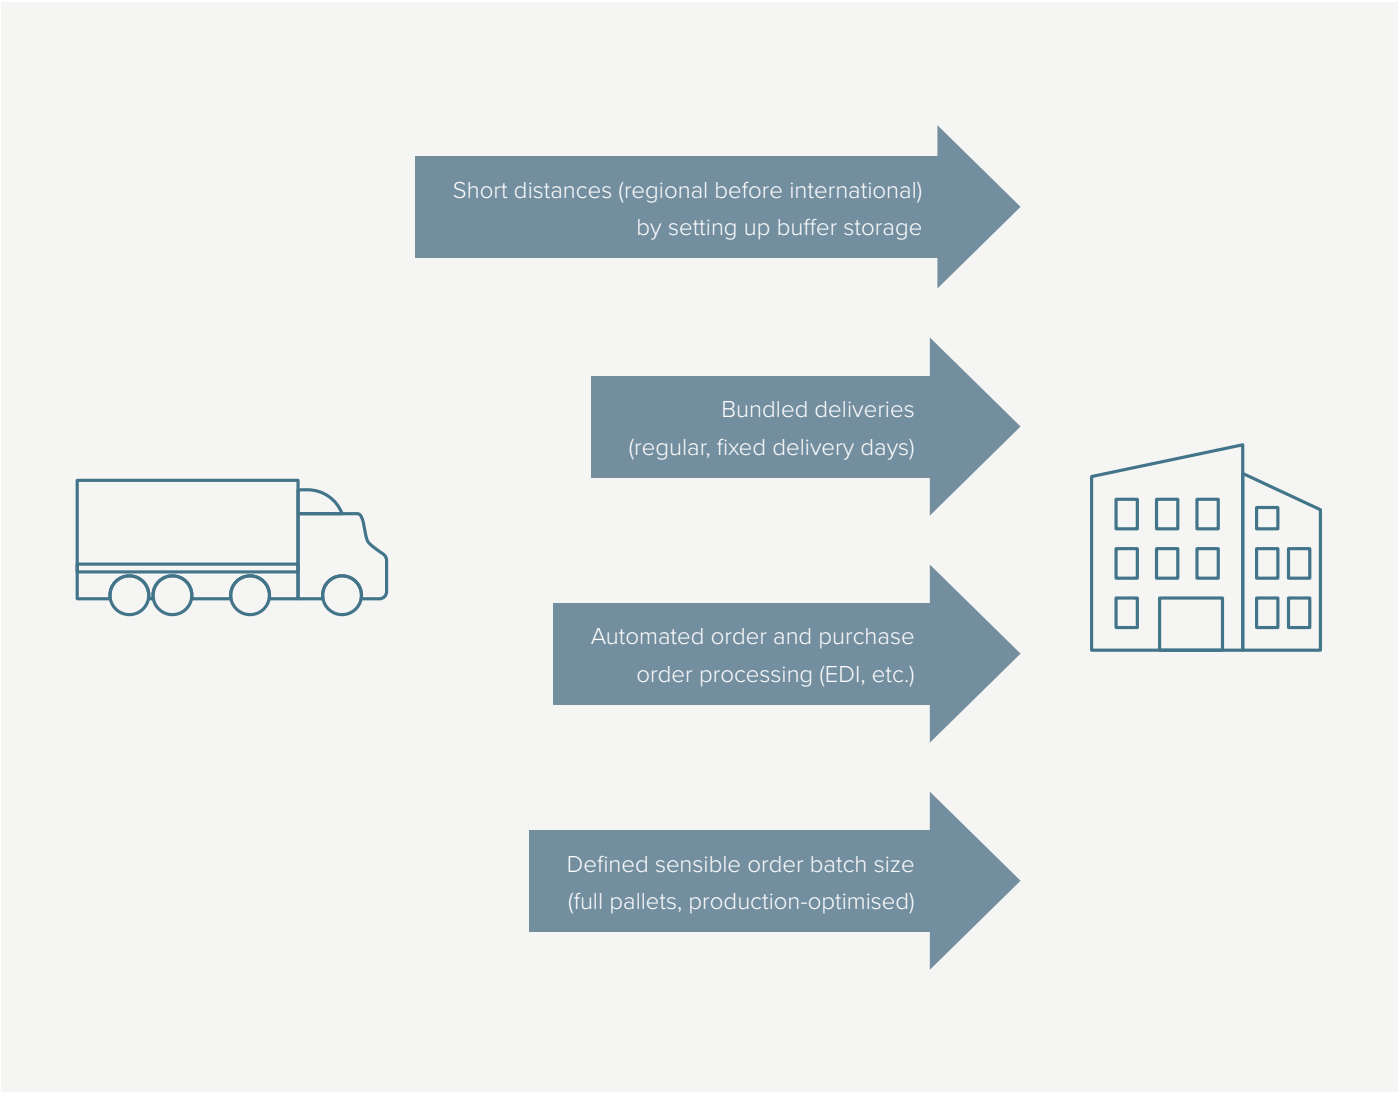 Short distances (regional before international)
by setting up buffer storage
Bundled deliveries
(regular, fixed delivery days)
Automated order and purchase
order processing (EDI, etc.)
Defined sensible order batch size
(full pallets, production-optimised)